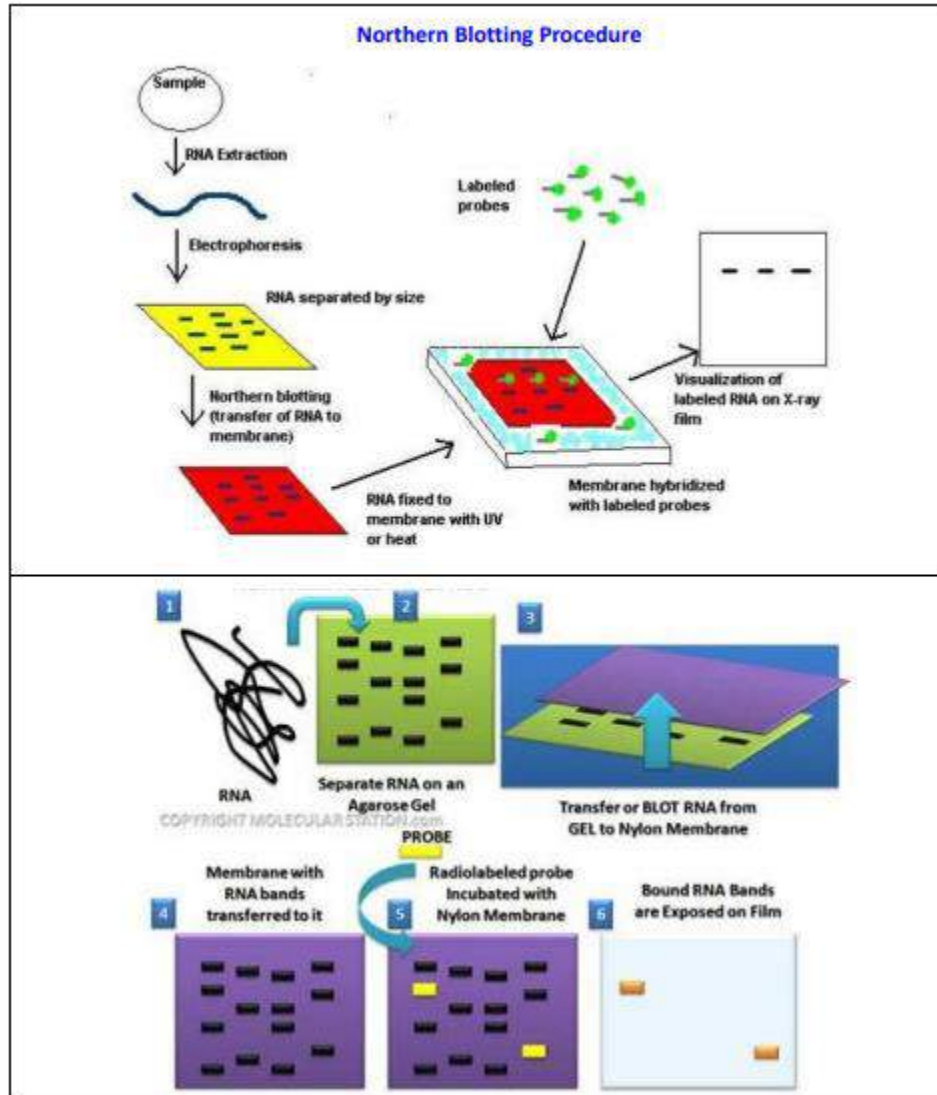 Northern Blotting Procedure
Sample
RNA Extraction
Electrophoresis
RNA separated by size
Northern blotting
(transfer of RNA to
membrane)
RNA fixed to
membrane with UV
or heat
Labeled
probes
Membrane hybridized
with labeled probes
Visualization of
labeled RNA on X-ray
film
1
2
3
RNA
Separate RNA on an
Agarose Gel
Transfer or BLOT RNA from
GEL to Nylon Membrane
COPYRIGHT MOLECULARSTATION.com
PROBE
Membrane with
RNA bands
transferred to it
4
Radiolabeled probe
Incubated with
Nylon Membrane
5
Bound RNA Bands
are Exposed on Film
6